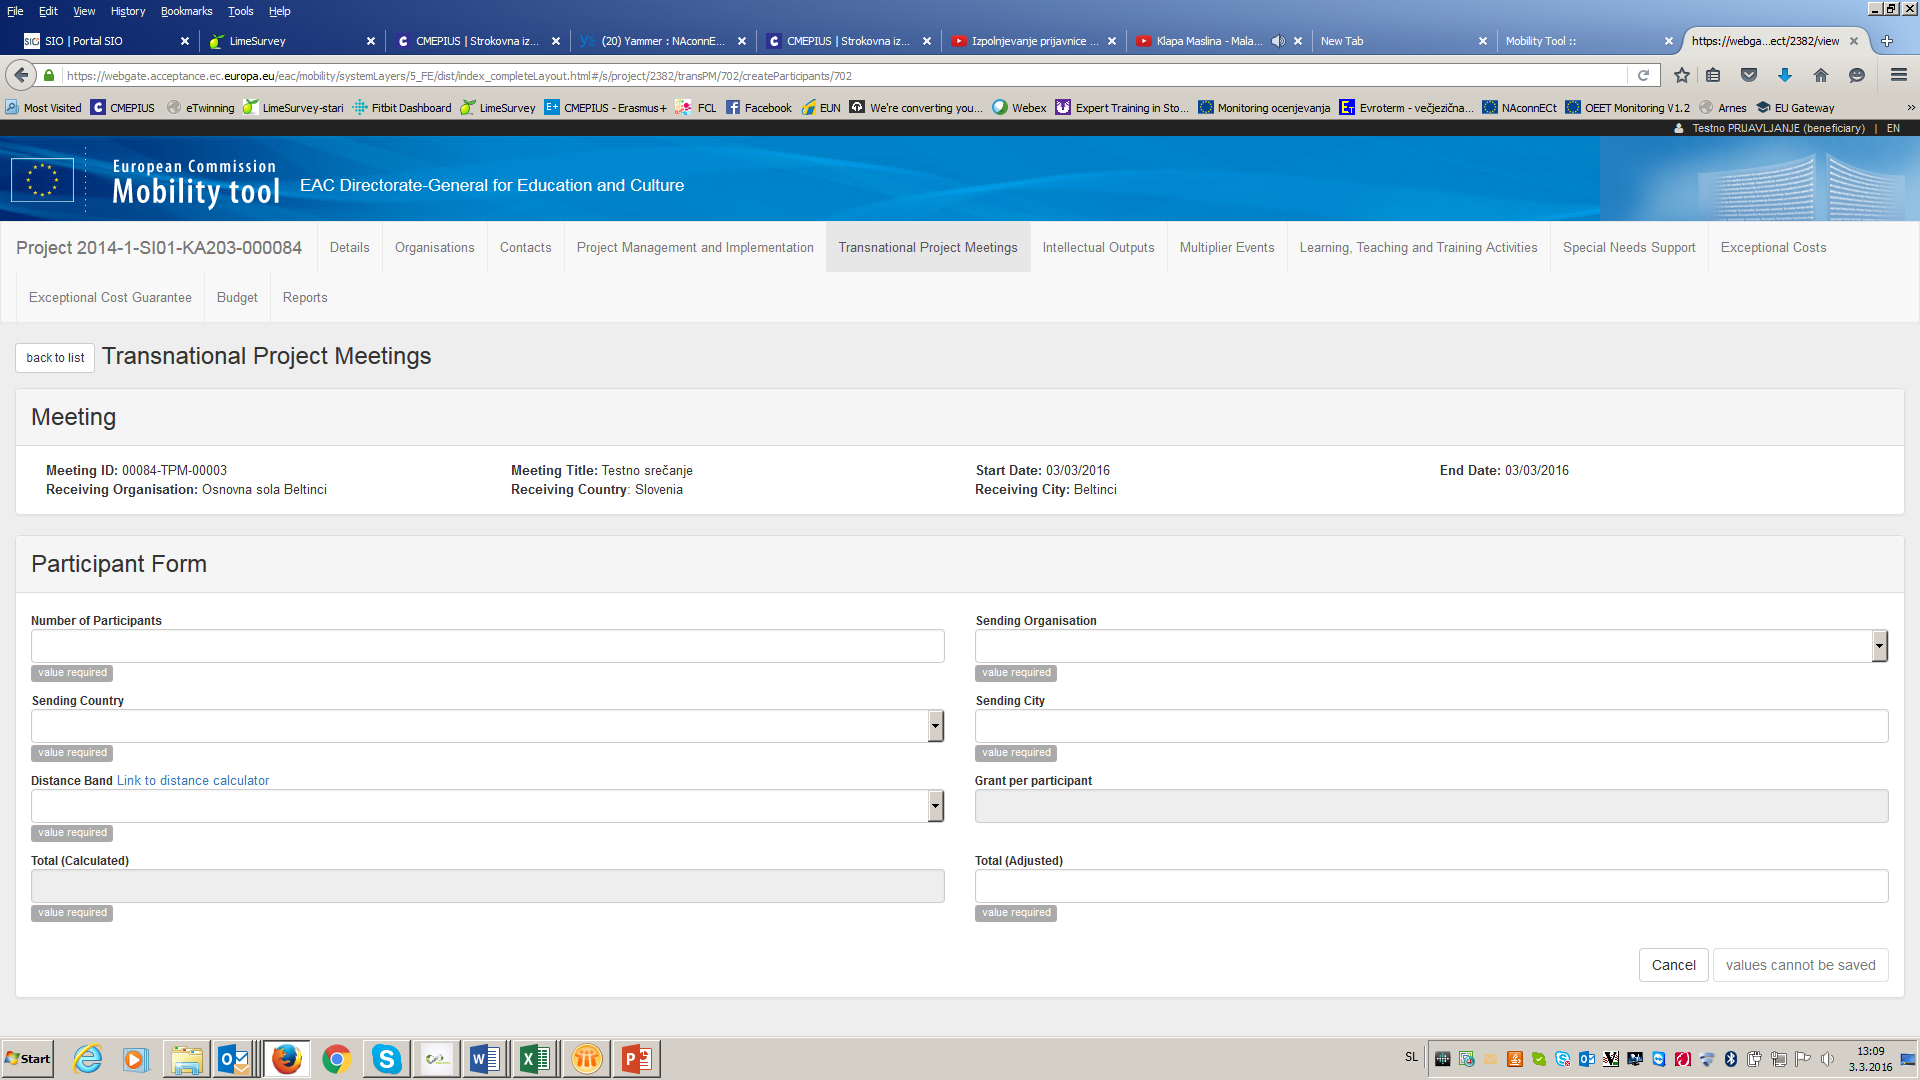 File Edit View History Bookmarks Tools Help
SIO | Portal SIO LimeSurvey CMEPIUS | Strokovna iz... (20) Yammer : NAconnE... CMEPIUS | Strokovna iz... Izpolnjevanje prijavnice ... Klapa Maslina - Mala... New Tab Mobility Tool :: https://webga...ect/2382/view
https://webgate.acceptance.ec.europa.eu/eac/mobility/systemLayers/5_FE/dist/index_completeLayout.html#/s/project/2382/transPM/702/createParticipants/702
Most Visited CMEPIUS eTwinning LimeSurvey-stari Fitbit Dashboard LimeSurvey CMEPIUS - Erasmus+ FCL Facebook EUN We're converting you... Webex Expert Training in Sto... Monitoring ocenjevanja Evroterm - večjezična... NAconnECt OEET Monitoring V1.2 Arnes EU Gateway »
Testno PRIJAVLJANJE (beneficiary) | EN
European Commission
Mobility tool EAC Directorate-General for Education and Culture
Project 2014-1-SI01-KA203-000084 Details Organisations Contacts Project Management and Implementation Transnational Project Meetings Intellectual Outputs Multiplier Events Learning, Teaching and Training Activities Special Needs Support Exceptional Costs
Exceptional Cost Guarantee Budget Reports
back to list Transnational Project Meetings
Meeting
Meeting ID: 00084-TPM-00003 Meeting Title: Testno srečanje Start Date: 03/03/2016 End Date: 03/03/2016
Receiving Organisation: Osnovna sola Beltinci Receiving Country: Slovenia Receiving City: Beltinci
Participant Form
Number of Participants Sending Organisation
value required value required
Sending Country Sending City
value required value required
Distance Band Link to distance calculator Grant per participant
value required
Total (Calculated) Total (Adjusted)
value required value required
Cancel values cannot be saved
Start SL 13:09
3.3.2016